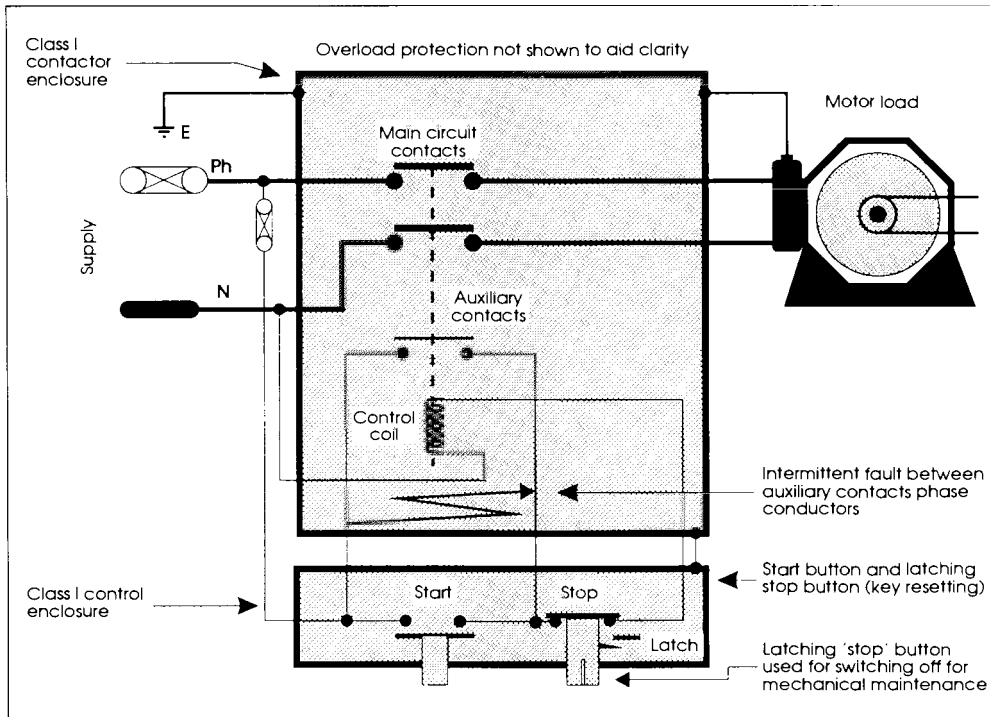 Class I
contactor
enclosure
Overload protection not shown to aid clarity
Motor load
E
Main circuit
contacts
Ph
Supply
N
Auxiliary
contacts
Control
coil
Intermittent fault between
auxiliary contacts phase
conductors
Class I control
enclosure
Start
Stop
Start button and latching
stop button (key resetting)
Latch
Latching 'stop' button
used for switching off for
mechanical maintenance